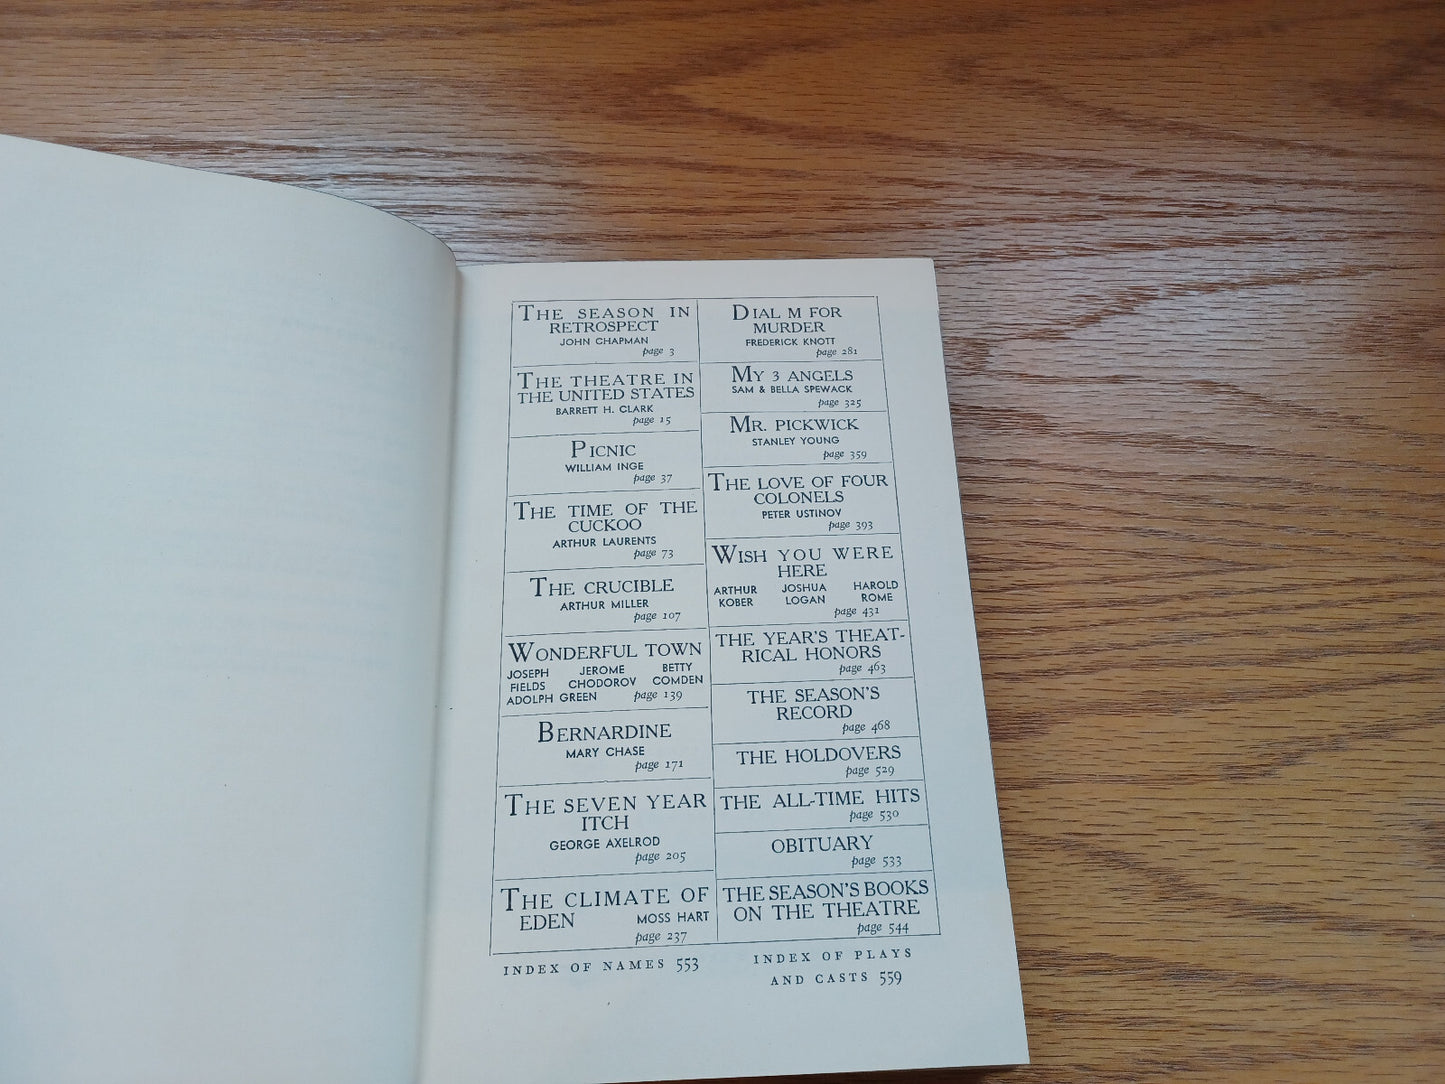 THE SEASON IN
RETROSPECT
JOHN CHAPMAN
page 3
THE THEATRE IN
THE UNITED STATES
BARRETT H. CLARK
page 15
PICNIC
WILLIAM INGE
page 37
THE TIME OF THE
CUCKOO
ARTHUR LAURENTS
page 73
THE CRUCIBLE
ARTHUR MILLER
page 107
WONDERFUL TOWN
JOSEPH JEROME BETTY
FIELDS CHODOROV COMDEN
ADOLPH GREEN page 139
BERNARDINE
MARY CHASE
page 171
THE SEVEN YEAR
ITCH
GEORGE AXELROD
page 205
THE CLIMATE OF
EDEN MOSS HART
page 237
INDEX OF NAMES 553
DIAL M FOR
MURDER
FREDERICK KNOTT
page 281
MY 3 ANGELS
SAM & BELLA SPEWACK
page 325
MR. PICKWICK
STANLEY YOUNG
page 359
THE LOVE OF FOUR
COLONELS
PETER USTINOV
page 393
WISH YOU WERE
HERE
ARTHUR JOSHUA HAROLD
KOBER LOGAN ROME
page 431
THE YEAR'S THEAT-
RICAL HONORS
page 463
THE SEASON'S
RECORD
page 468
THE HOLDOVERS
page 529
THE ALL-TIME HITS
page 530
OBITUARY
page 533
THE SEASON'S BOOKS
ON THE THEATRE
page 544
INDEX OF PLAYS
AND CASTS 559